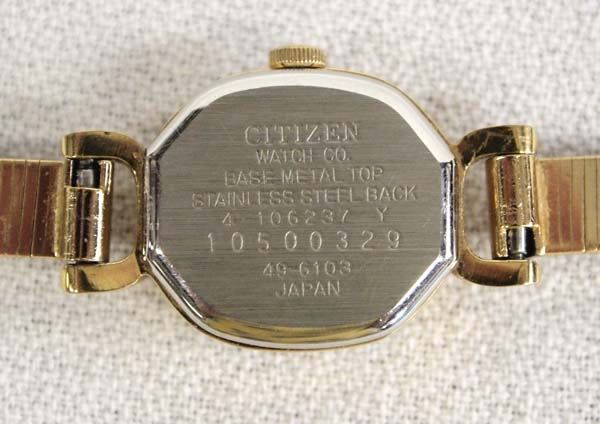 CITIZEN
WATCH CO.
BASE METAL TOP
STAINLESS STEEL BACK
4-106237 Y
10500329
49-6103
JAPAN